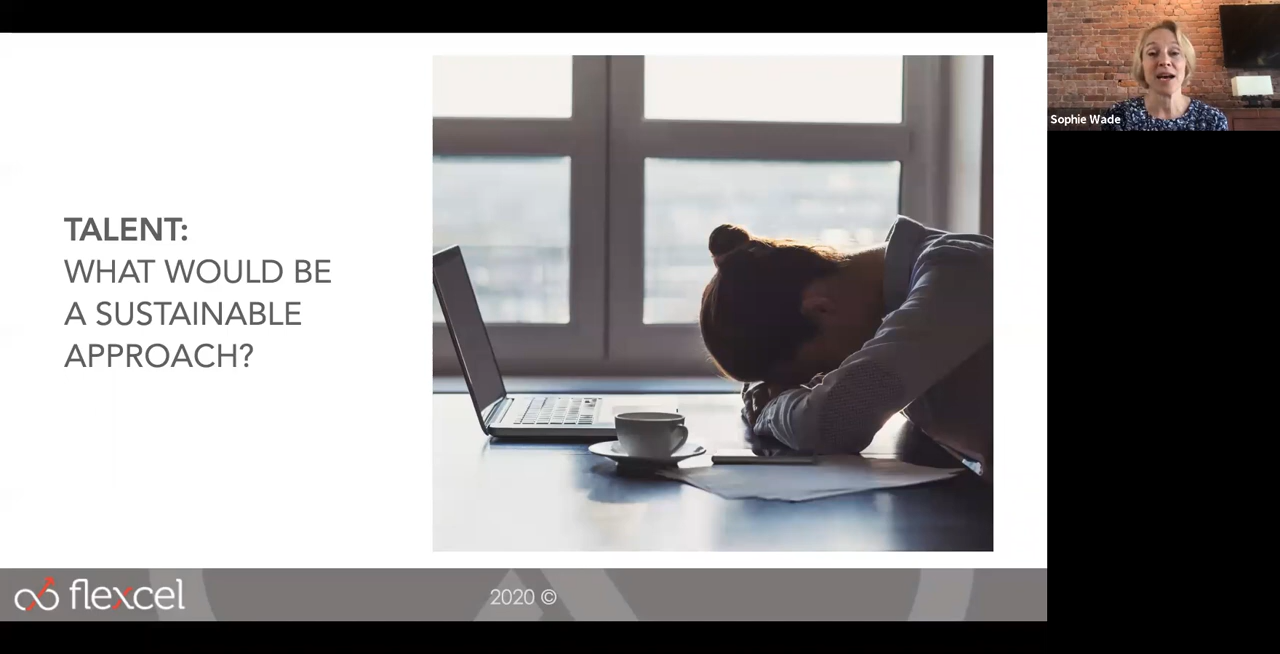 TALENT:
WHAT WOULD BE
A SUSTAINABLE
APPROACH?
Sophie Wade
flexcel
2020 ©